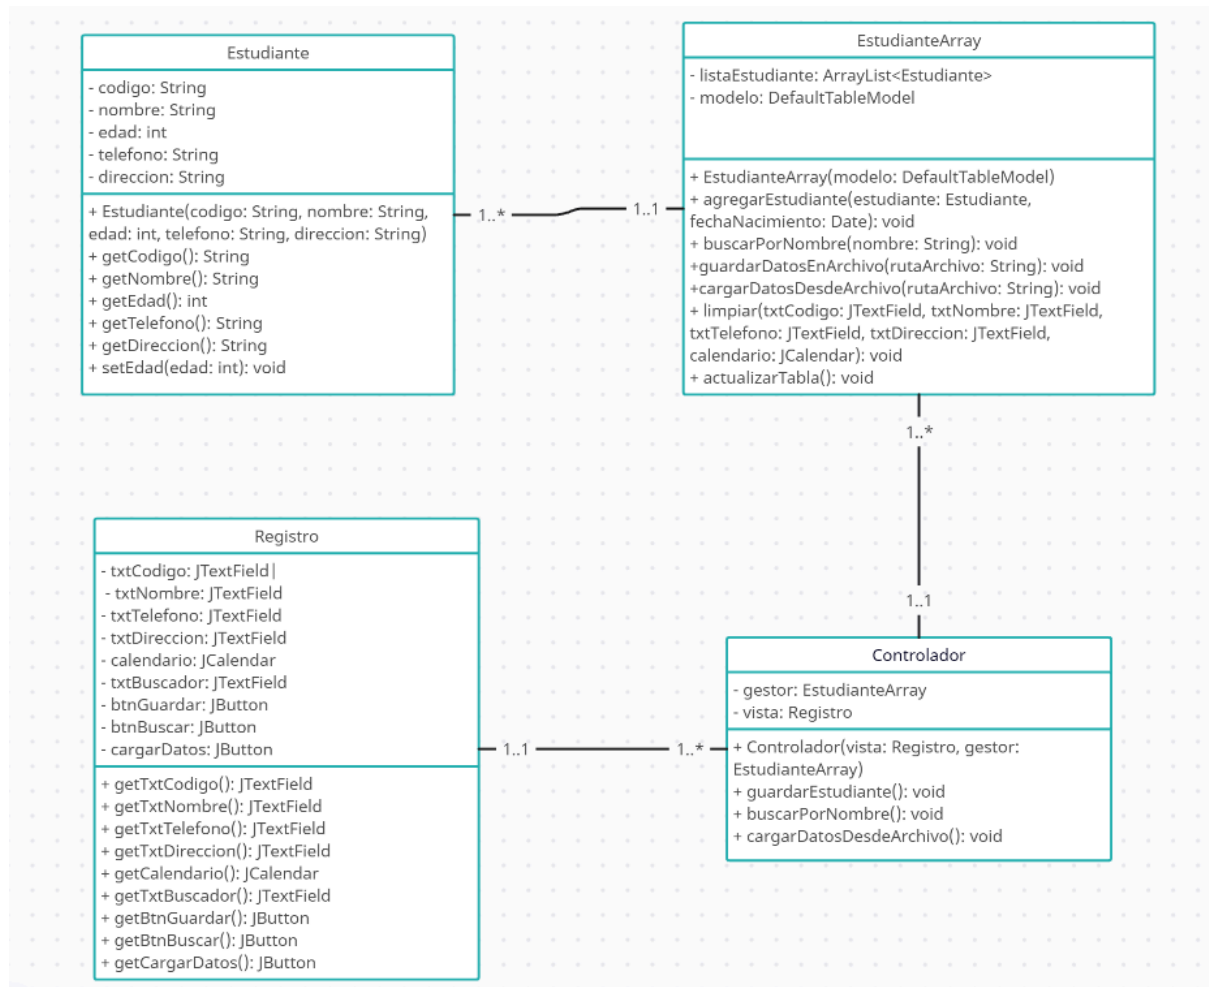 Estudiante
- codigo: String
- nombre: String
- edad: int
- telefono: String
- direccion: String
+ Estudiante(codigo: String, nombre: String,
edad: int, telefono: String, direccion: String)
+ getCodigo(): String
+ getNombre(): String
+ getEdad(): int
+ getTelefono(): String
+ getDireccion(): String
+ setEdad(edad: int): void
1..*
1..1
EstudianteArray
- listaEstudiante: ArrayList<Estudiante>
- modelo: DefaultTableModel
+ EstudianteArray(modelo: DefaultTableModel)
+ agregarEstudiante(estudiante: Estudiante,
fechaNacimiento: Date): void
+ buscarPorNombre(nombre: String): void
+guardarDatosEnArchivo(rutaArchivo: String): void
+cargarDatosDesdeArchivo(rutaArchivo: String): void
+ limpiar(txtCodigo: JTextField, txtNombre: JTextField,
txtTelefono: JTextField, txtDireccion: JTextField,
calendario: JCalendar): void
+ actualizarTabla(): void
1..*
1..1
Registro
- txtCodigo: JTextField|
- txtNombre: JTextField
- txtTelefono: JTextField
- txtDireccion: JTextField
- calendario: JCalendar
- txtBuscador: JTextField
- btnGuardar: JButton
- btnBuscar: JButton
- cargarDatos: JButton
+ getTxtCodigo(): JTextField
+ getTxtNombre(): JTextField
+ getTxtTelefono(): JTextField
+ getTxtDireccion(): JTextField
+ getCalendario(): JCalendar
+ getTxtBuscador(): JTextField
+ getBtnGuardar(): JButton
+ getBtnBuscar(): JButton
+ getCargarDatos(): JButton
1..1
1..*
Controlador
- gestor: EstudianteArray
- vista: Registro
+ Controlador(vista: Registro, gestor:
EstudianteArray)
+ guardarEstudiante(): void
+ buscarPorNombre(): void
+ cargarDatosDesdeArchivo(): void